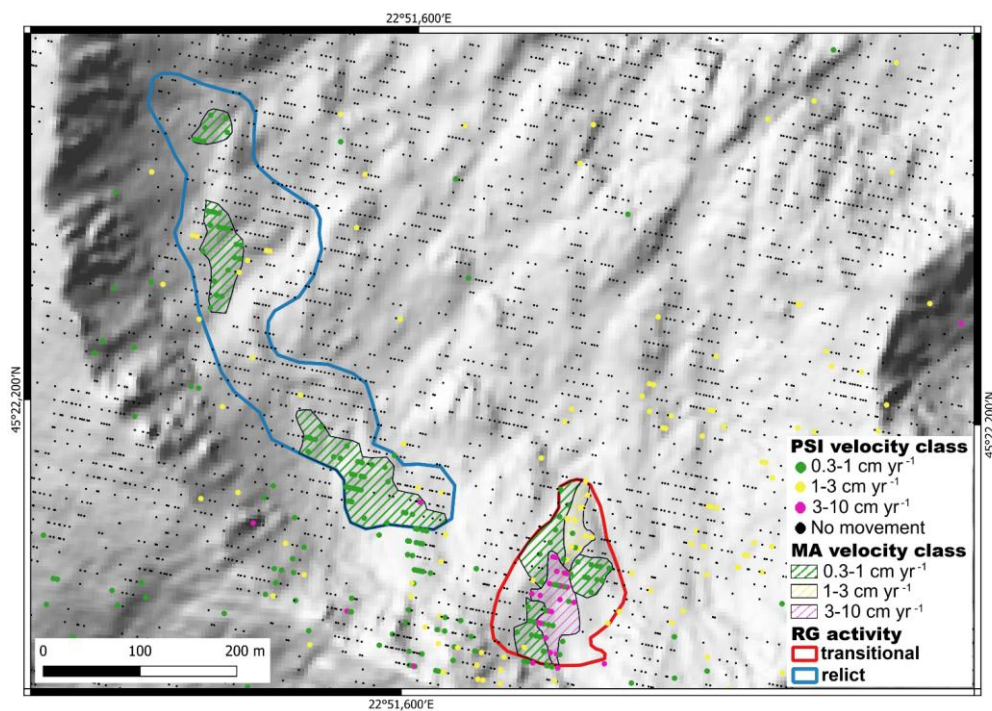 22°51,600'E
45°22,200'N
45°22,200'N
PSI velocity class
0.3-1 cm yr⁻¹
1-3 cm yr⁻¹
3-10 cm yr⁻¹
No movement
MA velocity class
0.3-1 cm yr⁻¹
1-3 cm yr⁻¹
3-10 cm yr⁻¹
RG activity
transitional
relict
0 100 200 m
22°51,600'E